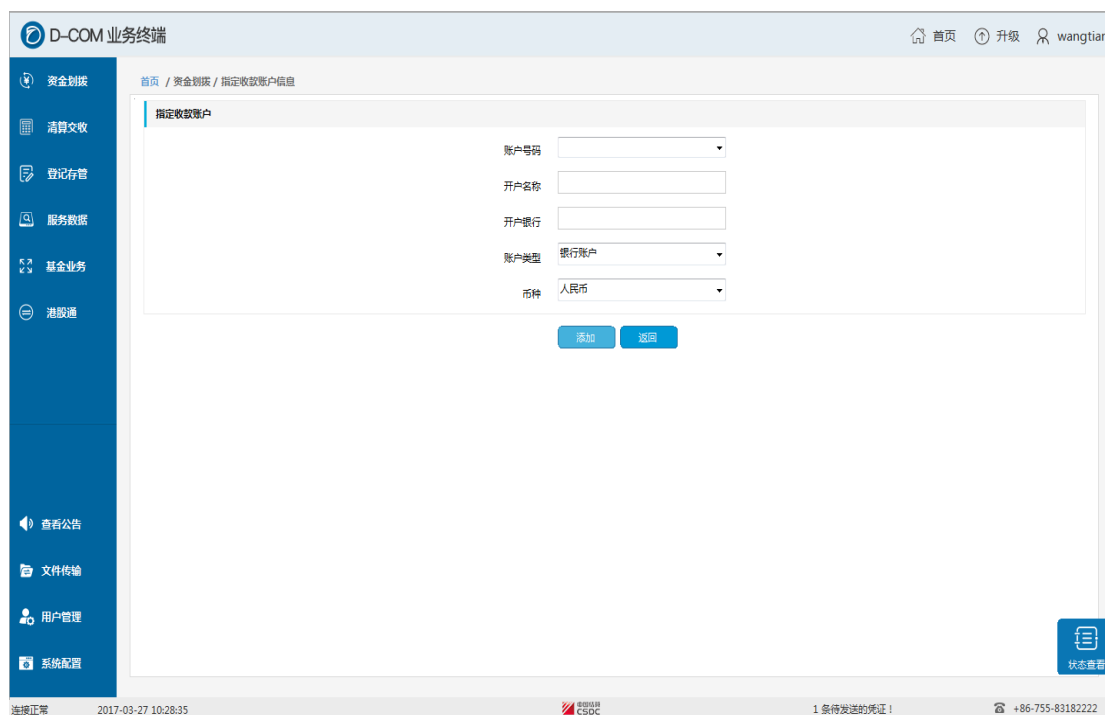 D-COM 业务终端
首页 升级 wangtian
资金划拨
清算交收
登记存管
服务数据
基金业务
港股通
查看公告
文件传输
用户管理
系统配置
首页 / 资金划拨 / 指定收款账户信息
指定收款账户
账户号码
开户名称
开户银行
账户类型 银行账户
币种 人民币
添加 返回
状态查看
连接正常 2017-03-27 10:28:35 中国结算 CSDC 1 条待发送的凭证！ +86-755-83182222